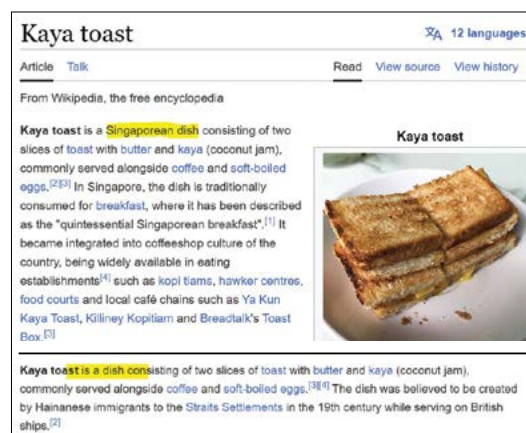 Kaya toast
12 languages
Article Talk Read View source View history
From Wikipedia, the free encyclopedia
Kaya toast is a Singaporean dish consisting of two
slices of toast with butter and kaya (coconut jam),
commonly served alongside coffee and soft-boiled
eggs.[2][3] In Singapore, the dish is traditionally
consumed for breakfast, where it has been described
as the "quintessential Singaporean breakfast".[1] It
became integrated into coffeeshop culture of the
country, being widely available in eating
establishments[4] such as kopi tiams, hawker centres,
food courts and local café chains such as Ya Kun
Kaya Toast, Killiney Kopitiam and Breadtalk's Toast
Box.[3]
Kaya toast
Kaya toast is a dish consisting of two slices of toast with butter and kaya (coconut jam),
commonly served alongside coffee and soft-boiled eggs.[3][4] The dish was believed to be created
by Hainanese immigrants to the Straits Settlements in the 19th century while serving on British
ships.[2]